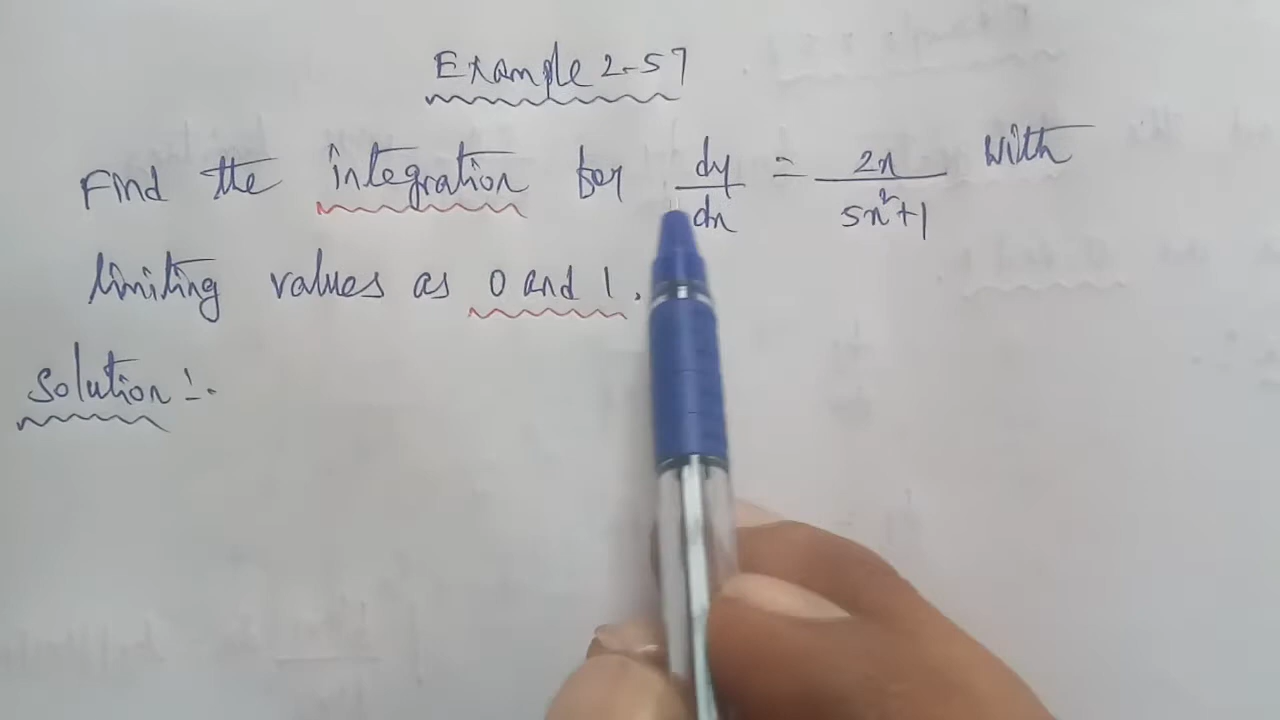 Example 2.57
Find the integration for dy/dx = 2x/5x²+1 with
limiting values as 0 and 1.
Solution :-